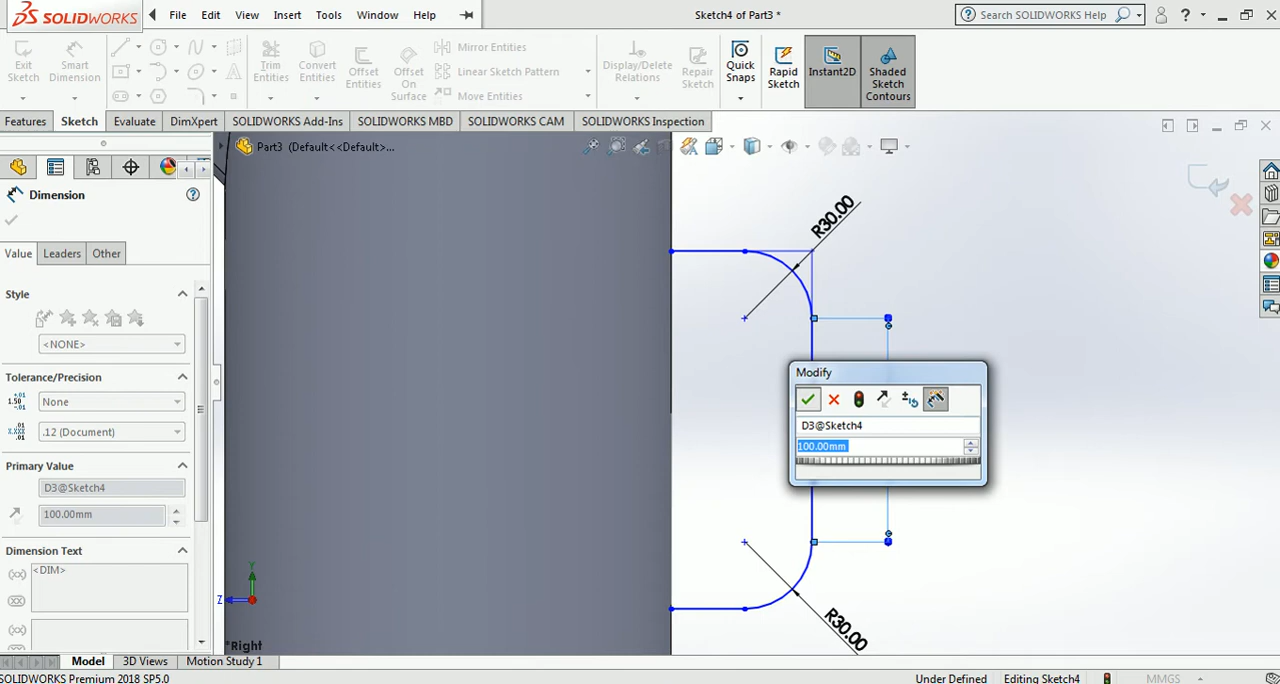 SOLIDWORKS File Edit View Insert Tools Window Help Sketch4 of Part3 * Search SOLIDWORKS Help ?
Exit Sketch
Smart Dimension
Trim Entities
Convert Entities
Offset Entities
Offset On Surface
Mirror Entities
Linear Sketch Pattern
Move Entities
Display/Delete Relations
Repair Sketch
Quick Snaps
Rapid Sketch
Instant2D
Shaded Sketch Contours
Features Sketch Evaluate DimXpert SOLIDWORKS Add-Ins SOLIDWORKS MBD SOLIDWORKS CAM SOLIDWORKS Inspection
Part3 (Default<<Default>...
Dimension
Value Leaders Other
Style
<NONE>
Tolerance/Precision
None
.12 (Document)
Primary Value
D3@Sketch4
100.00mm
Dimension Text
<DIM>
R30.00
Modify
D3@Sketch4
100.00mm
R30.00
Y
Z
*Right
Model 3D Views Motion Study 1
SOLIDWORKS Premium 2018 SP5.0 Under Defined Editing Sketch4 MMGS